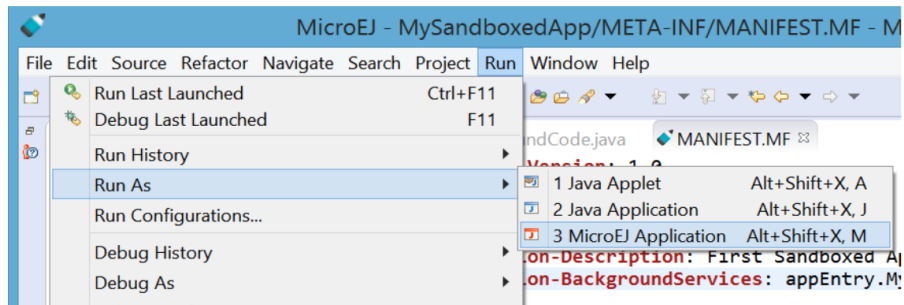 MicroEJ - MySandboxedApp/META-INF/MANIFEST.MF - M
File Edit Source Refactor Navigate Search Project Run Window Help
Run Last Launched Ctrl+F11
Debug Last Launched F11
ndCode.java MANIFEST.MF
Run History
Version: 1.0
Run As
1 Java Applet Alt+Shift+X, A
2 Java Application Alt+Shift+X, J
Run Configurations...
3 MicroEJ Application Alt+Shift+X, M
Debug History
on-Description: First Sandboxed A
Debug As
on-BackgroundServices: appEntry.My